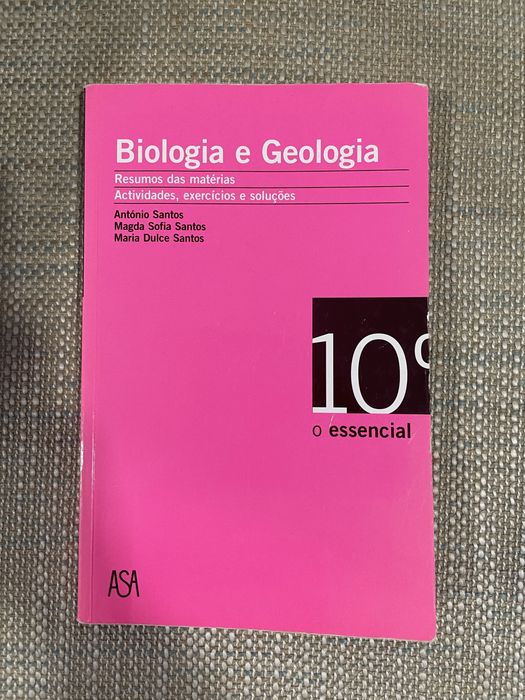 Biologia e Geologia
Resumos das matérias
Actividades, exercícios e soluções
António Santos
Magda Sofia Santos
Maria Dulce Santos
10º
o essencial
ASA